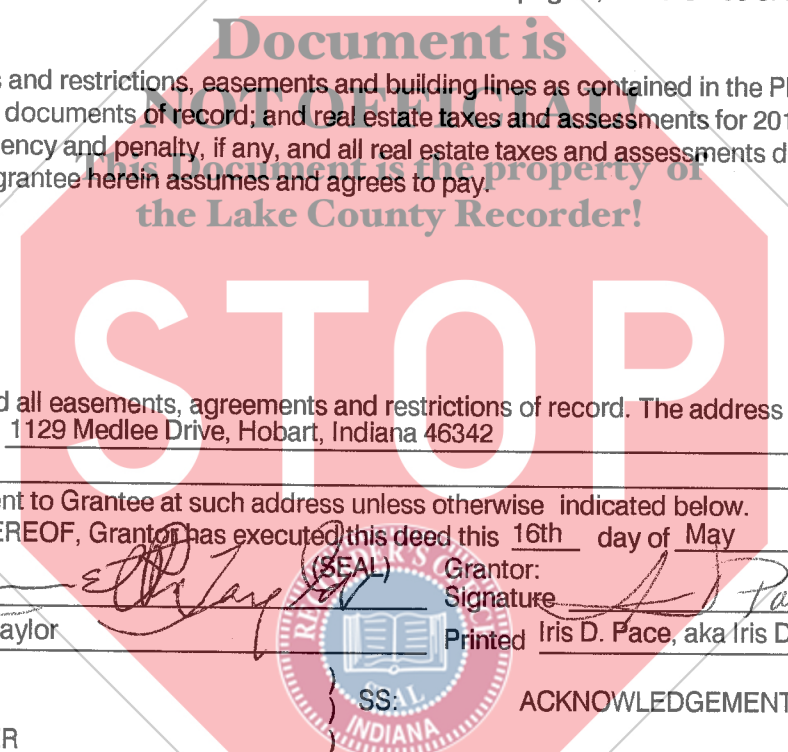 Document is
s and restrictions, easements and building lines as contained in the
NOT OFFICIAL!
documents of record; and real estate taxes and assessments for 201
ency and penalty, if any, and all real estate taxes and assessments d
This Document is the property of
grantee herein assumes and agrees to pay.
the Lake County Recorder!
STOP
d all easements, agreements and restrictions of record. The address
1129 Medlee Drive, Hobart, Indiana 46342
ent to Grantee at such address unless otherwise indicated below.
EREOF, Grantor has executed this deed this 16th day of May
(SEAL) Grantor:
Signature
aylor Printed Iris D. Pace, aka Iris D
SEAL
SS: ACKNOWLEDGEMENT
INDIANA
R